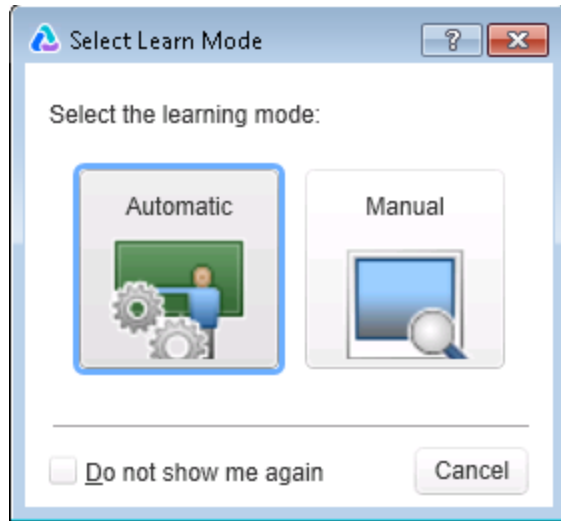 Select Learn Mode
?
Select the learning mode:
Automatic Manual
Do not show me again Cancel